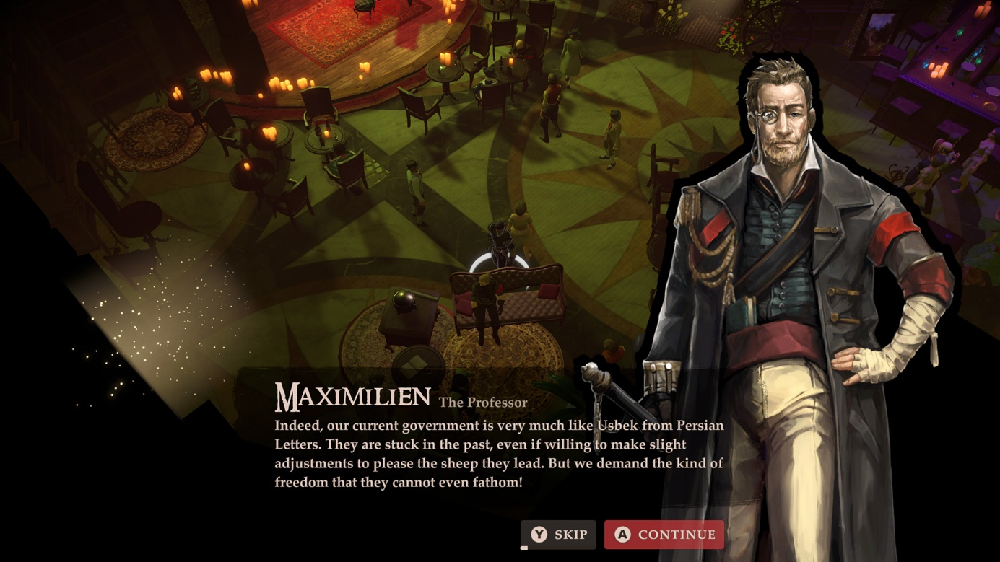 MAXIMILIEN The Professor
Indeed, our current government is very much like Usbek from Persian
Letters. They are stuck in the past, even if willing to make slight
adjustments to please the sheep they lead. But we demand the kind of
freedom that they cannot even fathom!
Y SKIP A CONTINUE